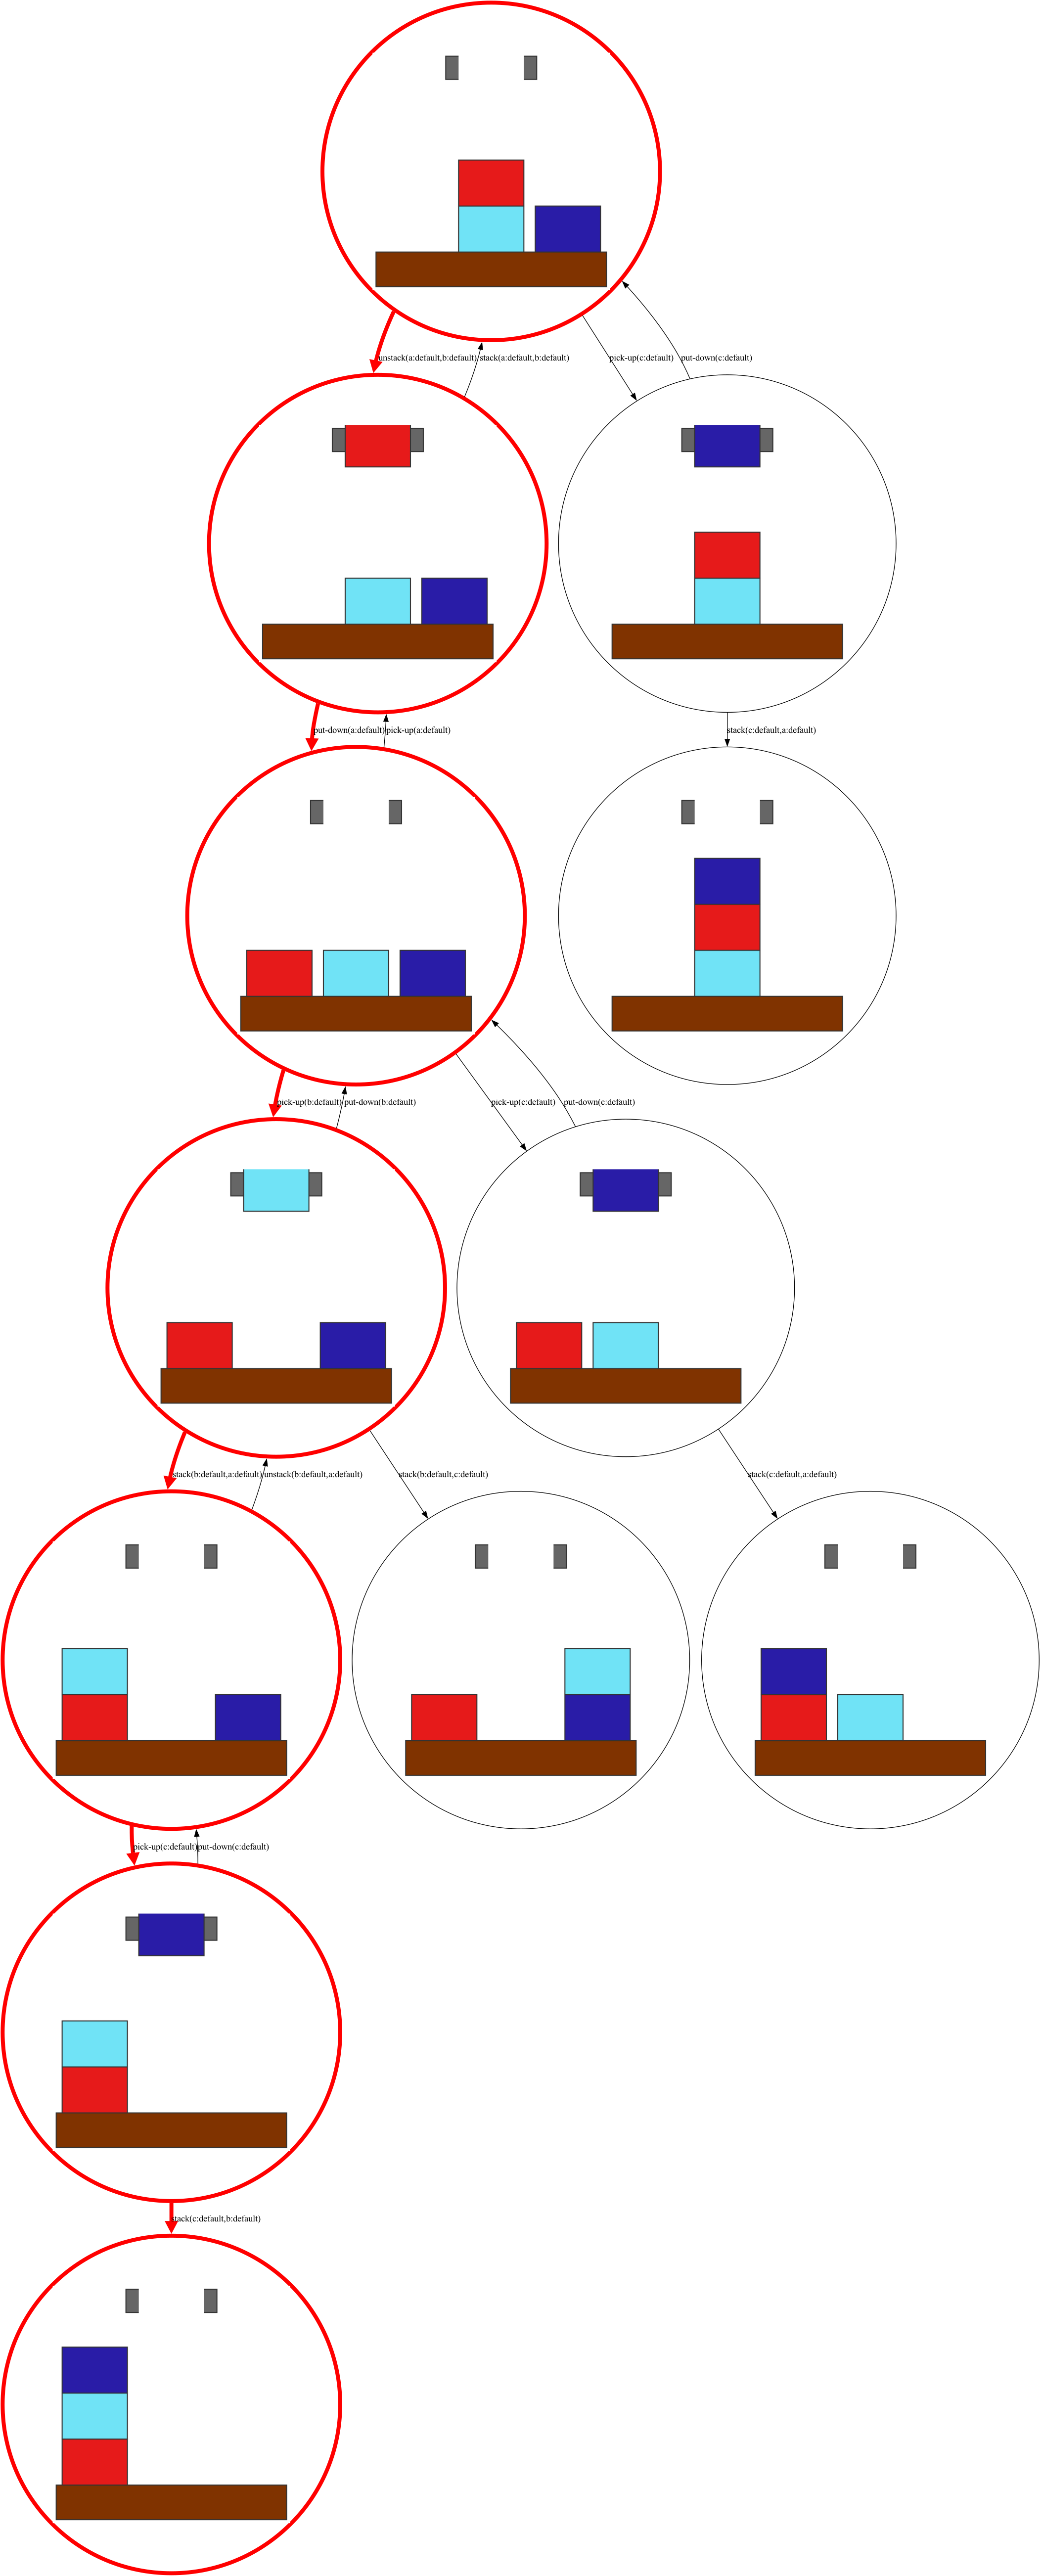 unstack(a:default,b:default)
stack(a:default,b:default)
pick-up(c:default)
put-down(c:default)
put-down(a:default)
pick-up(a:default)
stack(c:default,a:default)
pick-up(b:default)
put-down(b:default)
pick-up(c:default)
put-down(c:default)
stack(b:default,a:default)
unstack(b:default,a:default)
stack(b:default,c:default)
stack(c:default,a:default)
pick-up(c:default)
put-down(c:default)
stack(c:default,b:default)